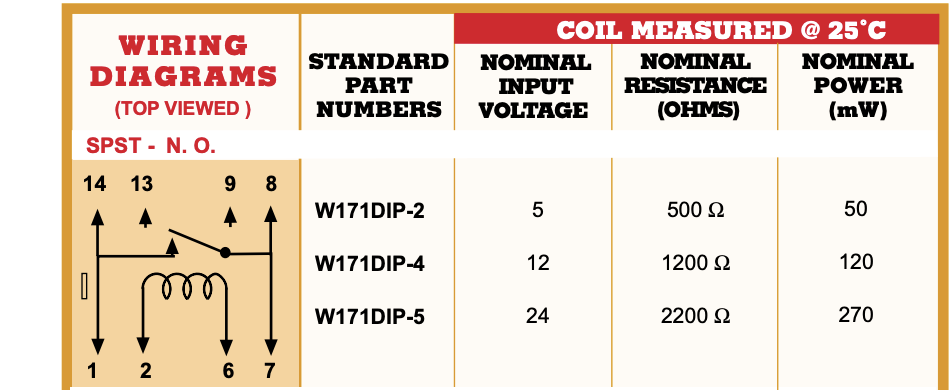 COIL MEASURED @ 25°C
WIRING
DIAGRAMS
(TOP VIEWED )
STANDARD
PART
NUMBERS
NOMINAL
INPUT
VOLTAGE
NOMINAL
RESISTANCE
(OHMS)
NOMINAL
POWER
(mW)
SPST - N. O.
14 13 9 8
W171DIP-2 5 500 Ω 50
W171DIP-4 12 1200 Ω 120
W171DIP-5 24 2200 Ω 270
1 2 6 7